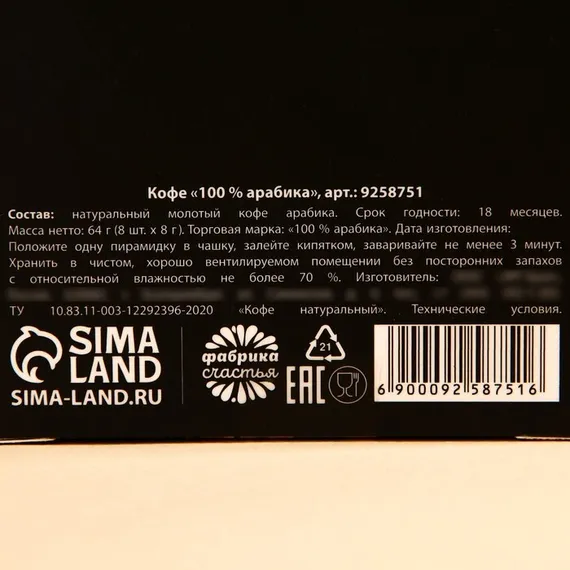 Кофе «100 % арабика», арт.: 9258751
Состав: натуральный молотый кофе арабика. Срок годности: 18 месяцев.
Масса нетто: 64 г (8 шт. х 8 г). Торговая марка: «100 % арабика». Дата изготовления:
Положите одну пирамидку в чашку, залейте кипятком, заваривайте не менее 3 минут.
Хранить в чистом, хорошо вентилируемом помещении без посторонних запахов
с относительной влажностью не более 70 %. Изготовитель:
ТУ 10.83.11-003-12292396-2020 «Кофе натуральный». Технические условия.
SIMA
LAND
SIMA-LAND.RU
фабрика
счастья
21
EAC
6 900092 587516